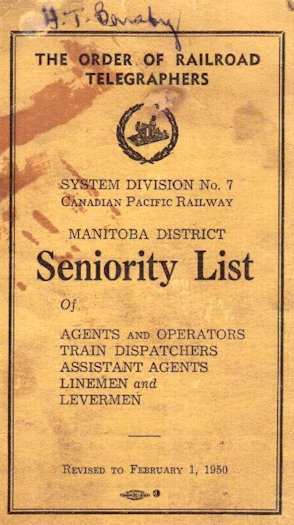 H. T.
THE ORDER OF RAILROAD
TELEGRAPHERS
SYSTEM DIVISION No. 7
CANADIAN PACIFIC RAILWAY
MANITOBA DISTRICT
Seniority List
Of
AGENTS AND OPERATORS
TRAIN DISPATCHERS
ASSISTANT AGENTS
LINEMEN and
LEVERMEN
REVISED TO FEBRUARY 1, 1950